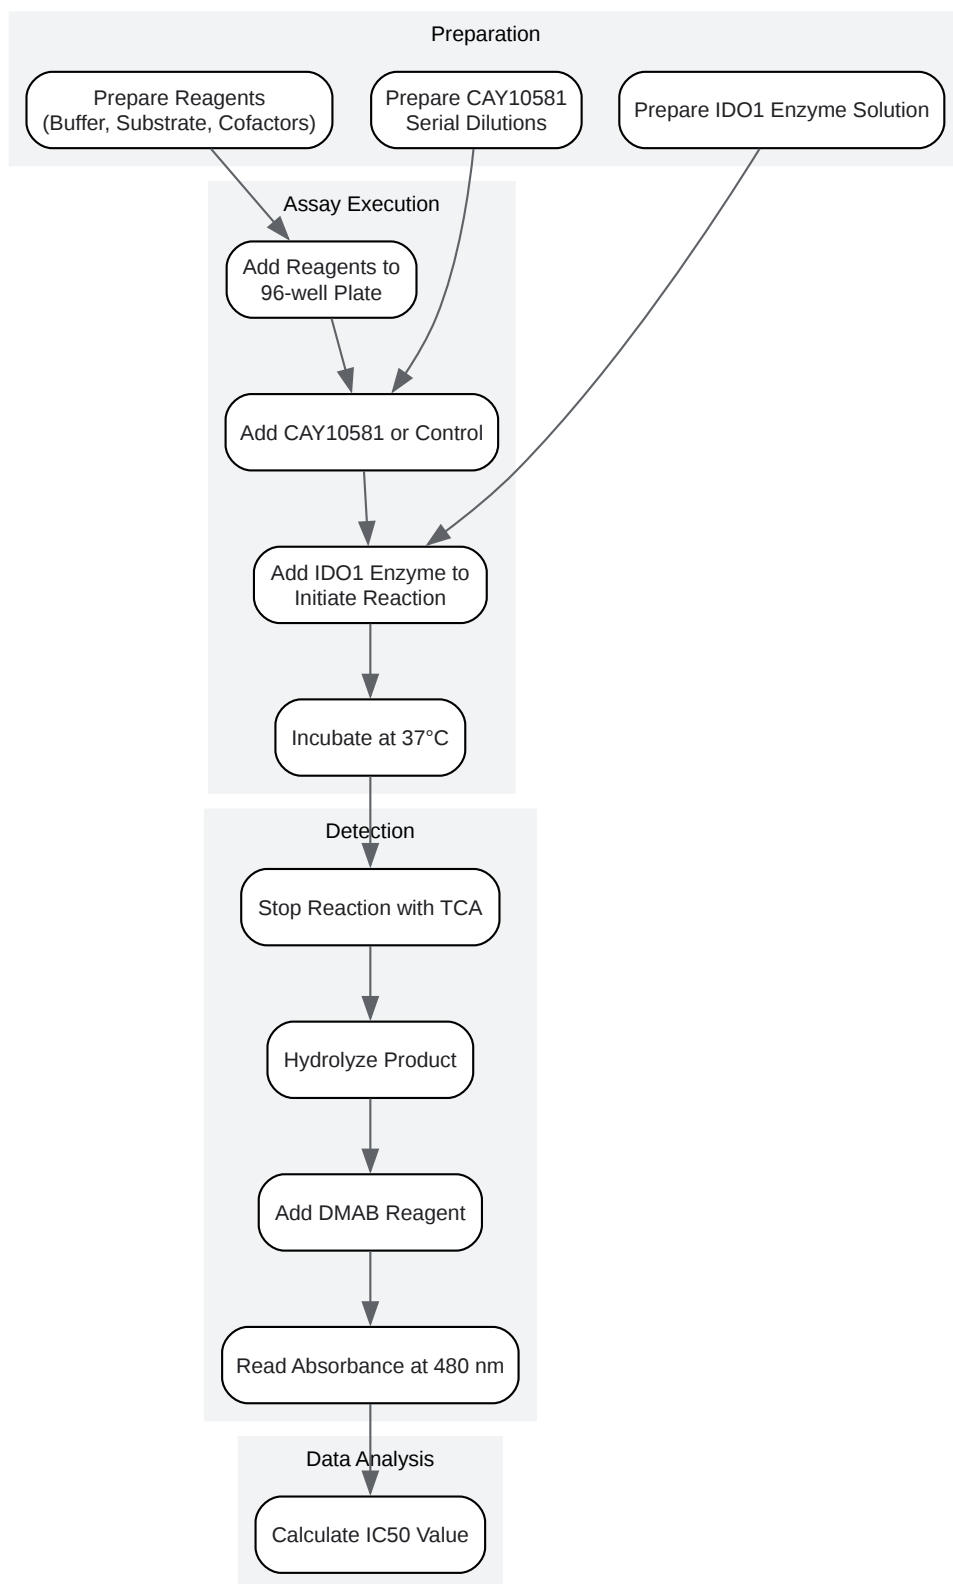 Preparation
Prepare Reagents
(Buffer, Substrate, Cofactors)
Prepare CAY10581
Serial Dilutions
Prepare IDO1 Enzyme Solution
Assay Execution
Add Reagents to
96-well Plate
Add CAY10581 or Control
Add IDO1 Enzyme to
Initiate Reaction
Incubate at 37°C
Detection
Stop Reaction with TCA
Hydrolyze Product
Add DMAB Reagent
Read Absorbance at 480 nm
Data Analysis
Calculate IC50 Value